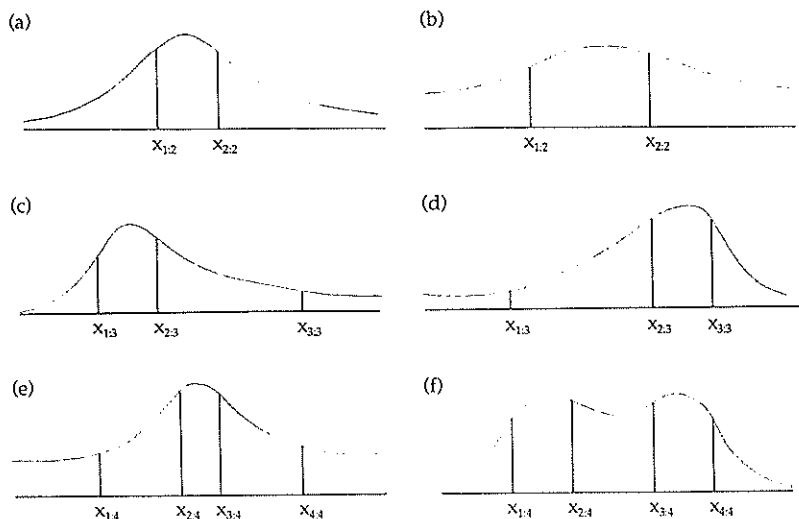 (a)
(b)
X1:2 X2:2
X1:2 X2:2
(c)
(d)
X1:3 X2:3 X3:3
X1:3 X2:3 X3:3
(e)
(f)
X1:4 X2:4 X3:4 X4:4
X1:4 X2:4 X3:4 X4:4